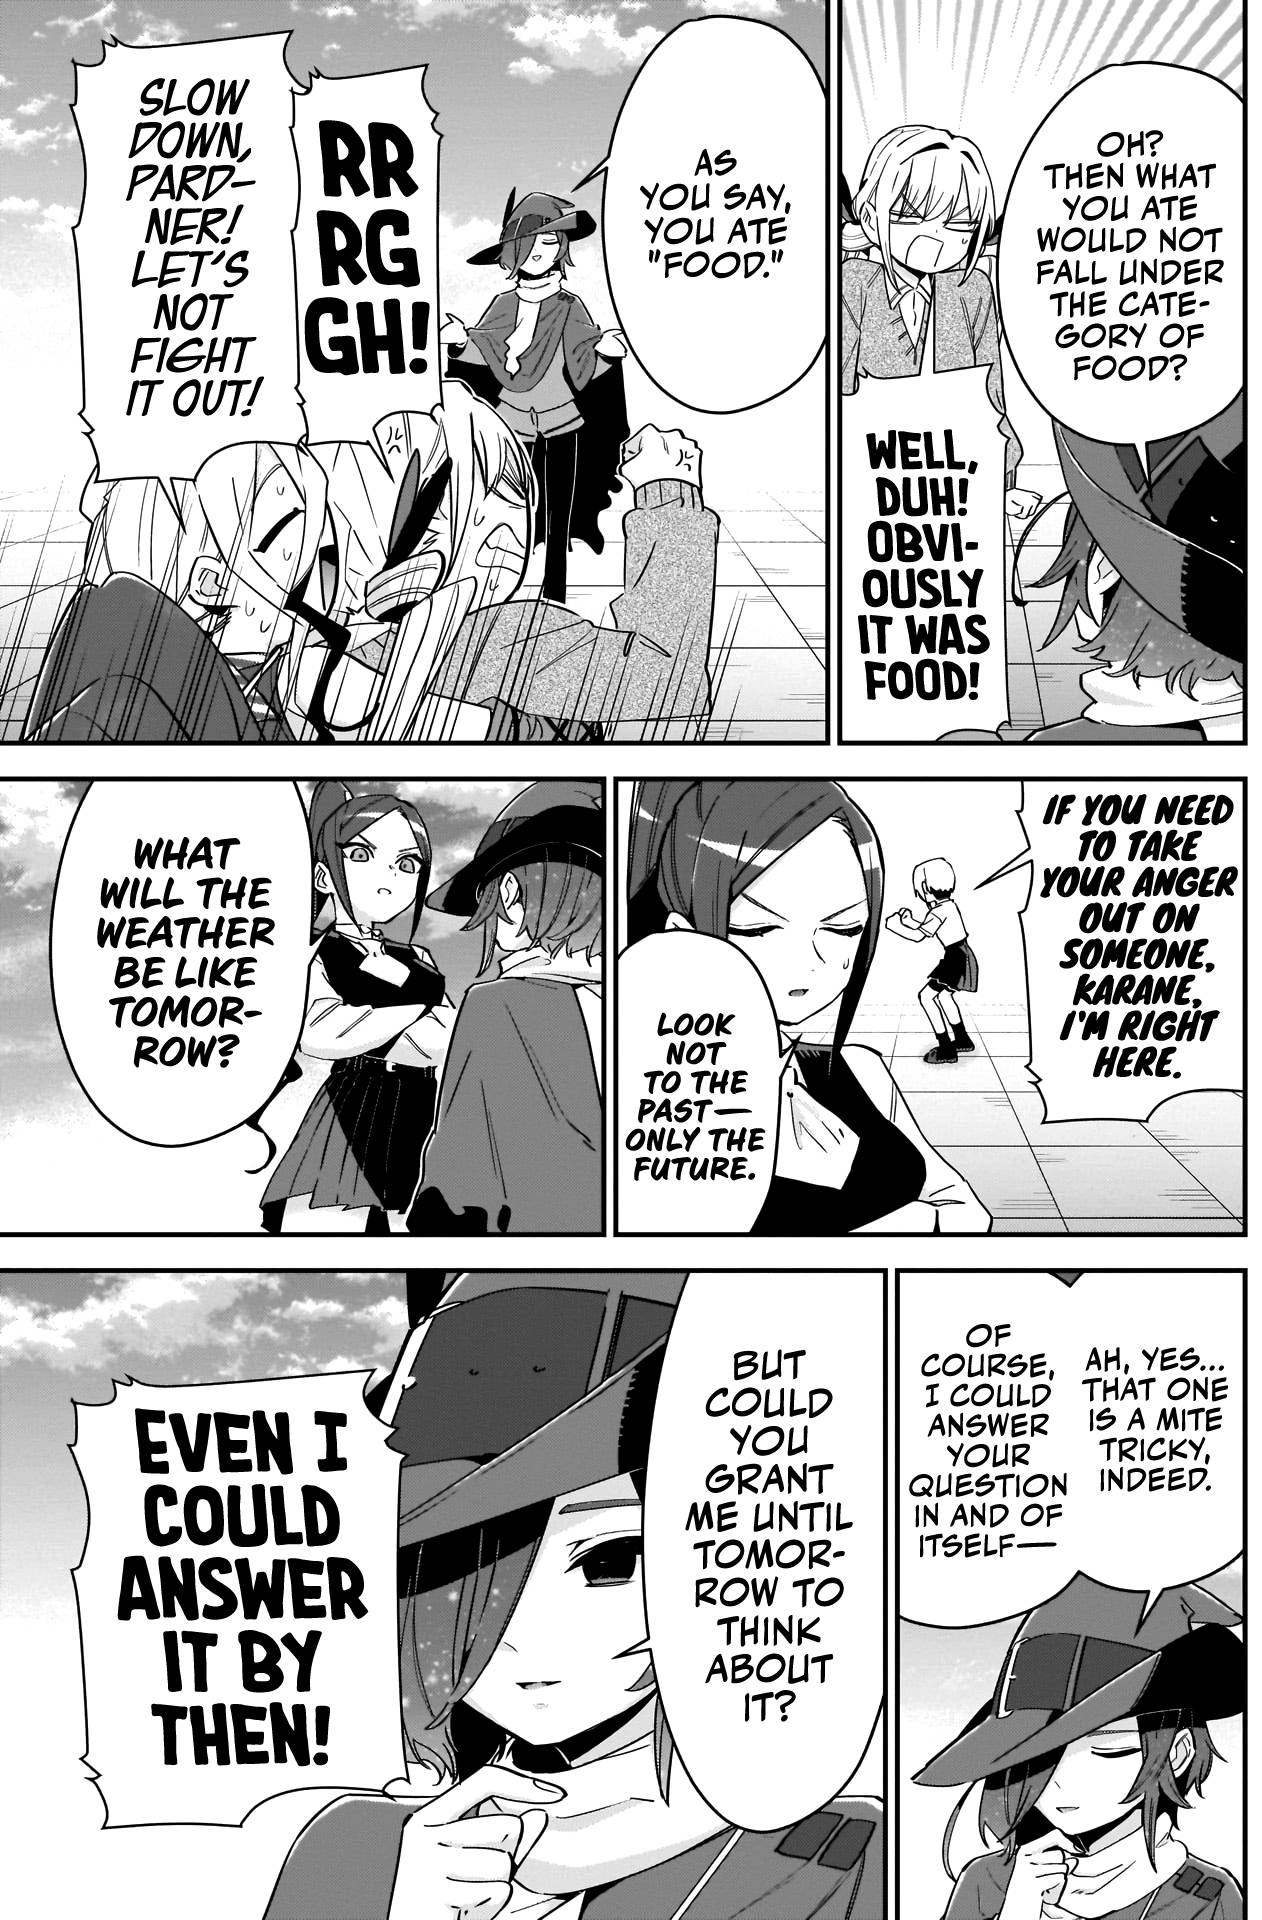 OH?
THEN WHAT
YOU ATE
WOULD NOT
FALL UNDER
THE CATE-
GORY OF
FOOD?
WELL,
DUH!
OBVI-
OUSLY
IT WAS
FOOD!
AS
YOU SAY,
YOU ATE
"FOOD."
RR
RG
GH!
SLOW
DOWN,
PARD-
NER!
LET'S
NOT
FIGHT
IT OUT!
IF YOU NEED
TO TAKE
YOUR ANGER
OUT ON
SOMEONE,
KARANE,
I'M RIGHT
HERE.
LOOK
NOT
TO THE
PAST—
ONLY THE
FUTURE.
WHAT
WILL THE
WEATHER
BE LIKE
TOMOR-
ROW?
AH, YES...
THAT ONE
IS A MITE
TRICKY,
INDEED.
OF
COURSE,
I COULD
ANSWER
YOUR
QUESTION
IN AND OF
ITSELF—
BUT
COULD
YOU
GRANT
ME UNTIL
TOMOR-
ROW TO
THINK
ABOUT
IT?
EVEN I
COULD
ANSWER
IT BY
THEN!